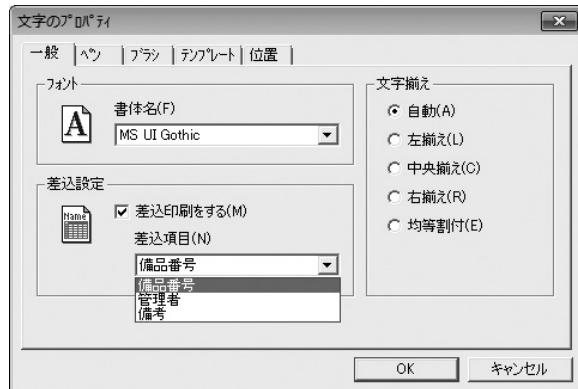 文字のﾌﾟﾛﾊﾟﾃｨ
一般 ﾍﾟﾝ ﾌﾞﾗｼ ﾃﾝﾌﾟﾚｰﾄ 位置
ﾌｫﾝﾄ
書体名(F)
MS UI Gothic
差込設定
Name
差込印刷をする(M)
差込項目(N)
備品番号
備品番号
管理者
備考
文字揃え
自動(A)
左揃え(L)
中央揃え(C)
右揃え(R)
均等割付(E)
OK キャンセル